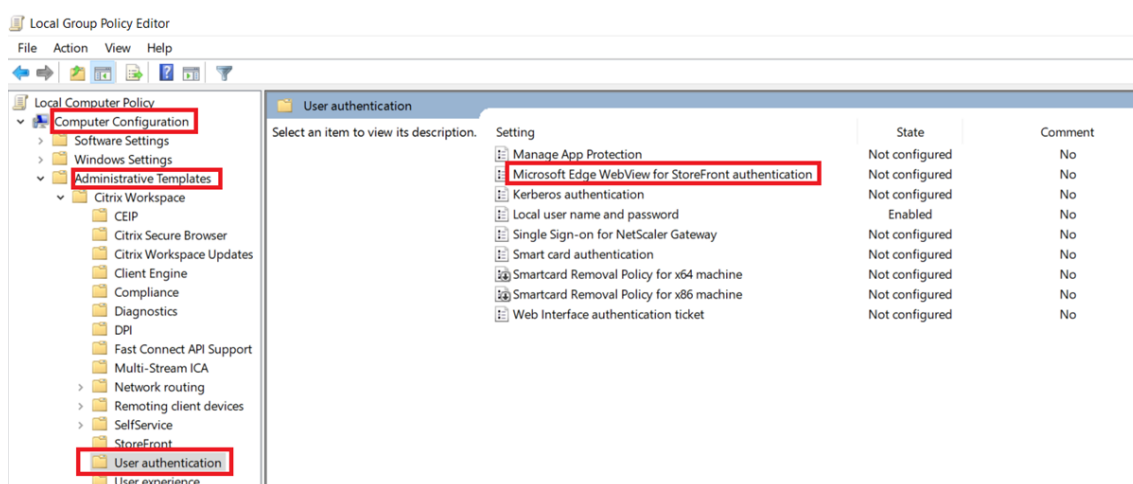 Local Group Policy Editor
File Action View Help
Local Computer Policy
Computer Configuration
Software Settings
Windows Settings
Administrative Templates
Citrix Workspace
CEIP
Citrix Secure Browser
Citrix Workspace Updates
Client Engine
Compliance
Diagnostics
DPI
Fast Connect API Support
Multi-Stream ICA
Network routing
Remoting client devices
SelfService
StoreFront
User authentication
User experience
User authentication
Select an item to view its description.
Setting State Comment
Manage App Protection Not configured No
Microsoft Edge WebView for StoreFront authentication Not configured No
Kerberos authentication Not configured No
Local user name and password Enabled No
Single Sign-on for NetScaler Gateway Not configured No
Smart card authentication Not configured No
Smartcard Removal Policy for x64 machine Not configured No
Smartcard Removal Policy for x86 machine Not configured No
Web Interface authentication ticket Not configured No